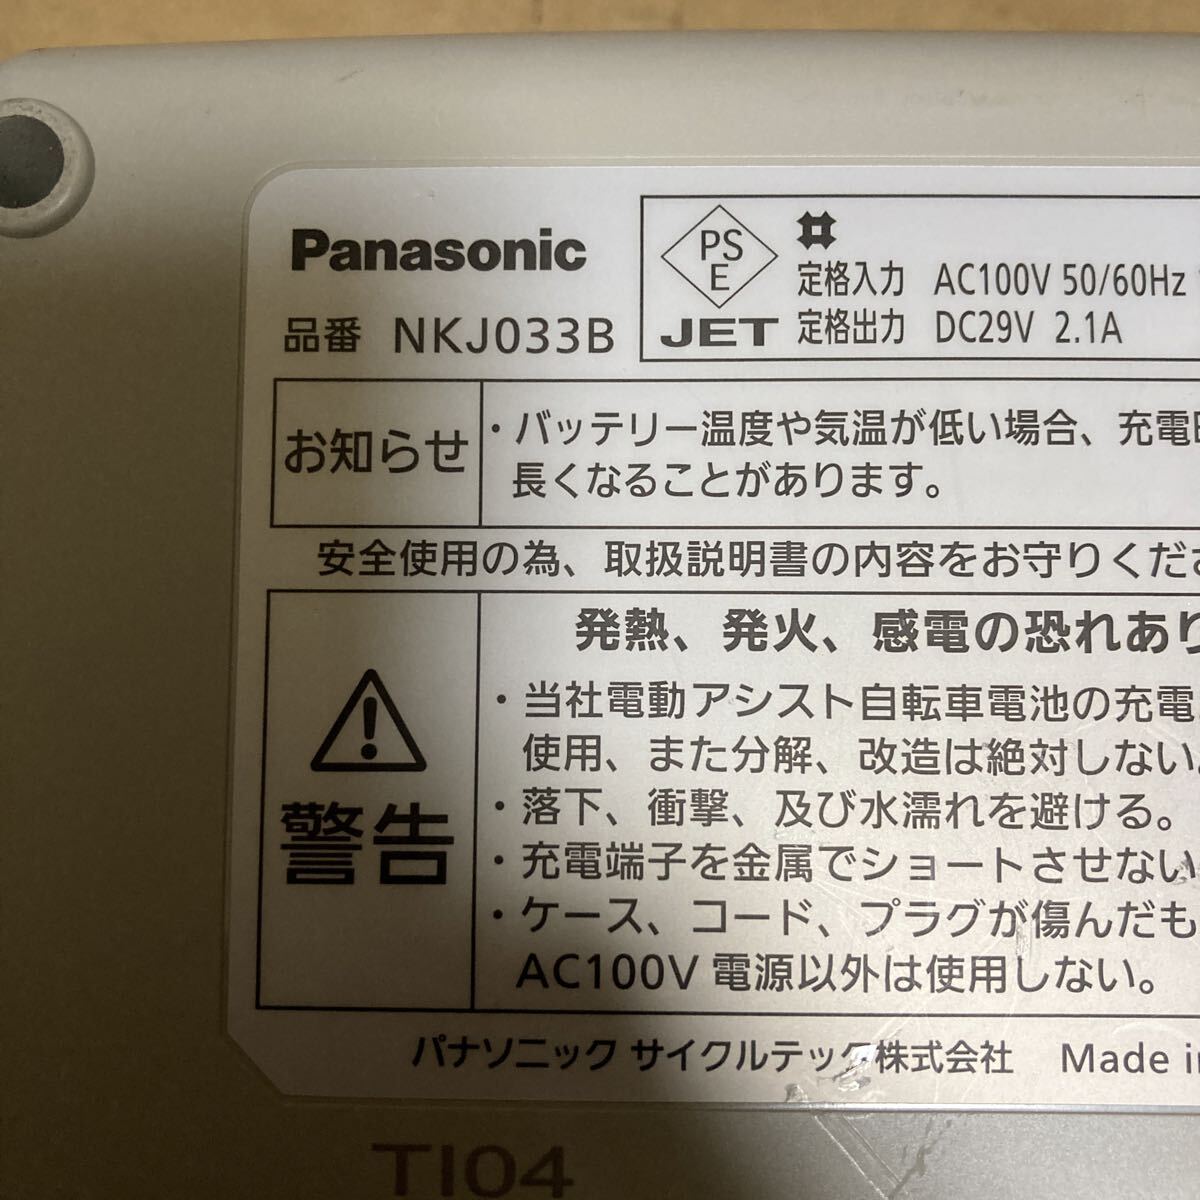 Panasonic
品番 NKJ033B
PS
E
JET
定格入力 AC100V 50/60Hz
定格出力 DC29V 2.1A
お知らせ
・バッテリー温度や気温が低い場合、充電
長くなることがあります。
安全使用の為、取扱説明書の内容をお守りくだ
警告
発熱、発火、感電の恐れあり
・当社電動アシスト自転車電池の充電
使用、また分解、改造は絶対しない。
・落下、衝撃、及び水濡れを避ける。
・充電端子を金属でショートさせない
・ケース、コード、プラグが傷んだも
AC100V 電源以外は使用しない。
パナソニック サイクルテック株式会社 Made in
TI04